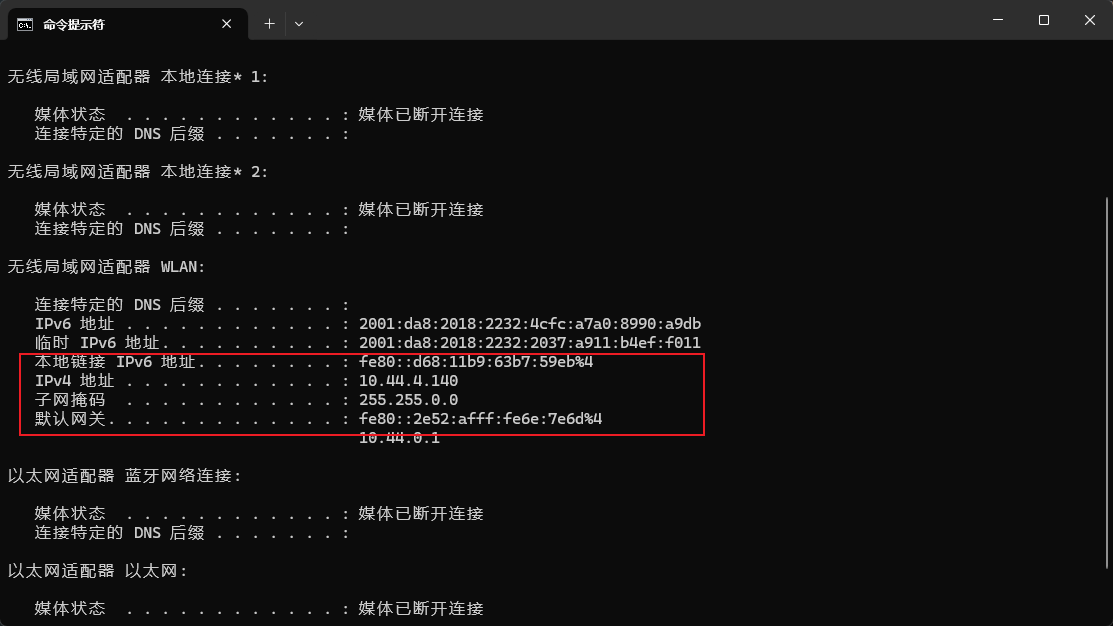 命令提示符
无线局域网适配器 本地连接* 1:
媒体状态 . . . . . . . . . . . . : 媒体已断开连接
连接特定的 DNS 后缀 . . . . . . . :
无线局域网适配器 本地连接* 2:
媒体状态 . . . . . . . . . . . . : 媒体已断开连接
连接特定的 DNS 后缀 . . . . . . . :
无线局域网适配器 WLAN:
连接特定的 DNS 后缀 . . . . . . . :
IPv6 地址 . . . . . . . . . . . . : 2001:da8:2018:2232:4cfc:a7a0:8990:a9db
临时 IPv6 地址. . . . . . . . . . : 2001:da8:2018:2232:2037:a911:b4ef:f011
本地链接 IPv6 地址. . . . . . . . : fe80::d68:11b9:63b7:59eb%4
IPv4 地址 . . . . . . . . . . . . : 10.44.4.140
子网掩码 . . . . . . . . . . . . : 255.255.0.0
默认网关. . . . . . . . . . . . . : fe80::2e52:afff:fe6e:7e6d%4
10.44.0.1
以太网适配器 蓝牙网络连接:
媒体状态 . . . . . . . . . . . . : 媒体已断开连接
连接特定的 DNS 后缀 . . . . . . . :
以太网适配器 以太网:
媒体状态 . . . . . . . . . . . . : 媒体已断开连接